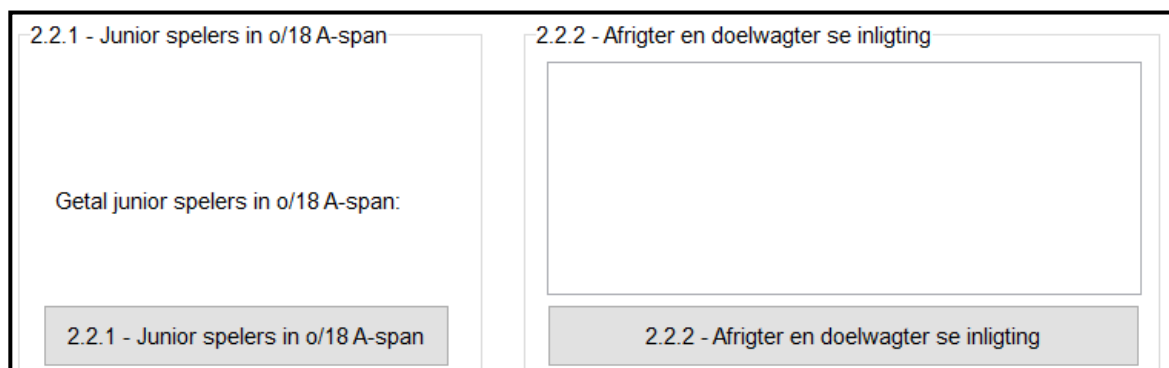 2.2.1 - Junior spelers in o/18 A-span
2.2.2 - Afrigter en doelwagter se inligting
Getal junior spelers in o/18 A-span:
2.2.1 - Junior spelers in o/18 A-span
2.2.2 - Afrigter en doelwagter se inligting